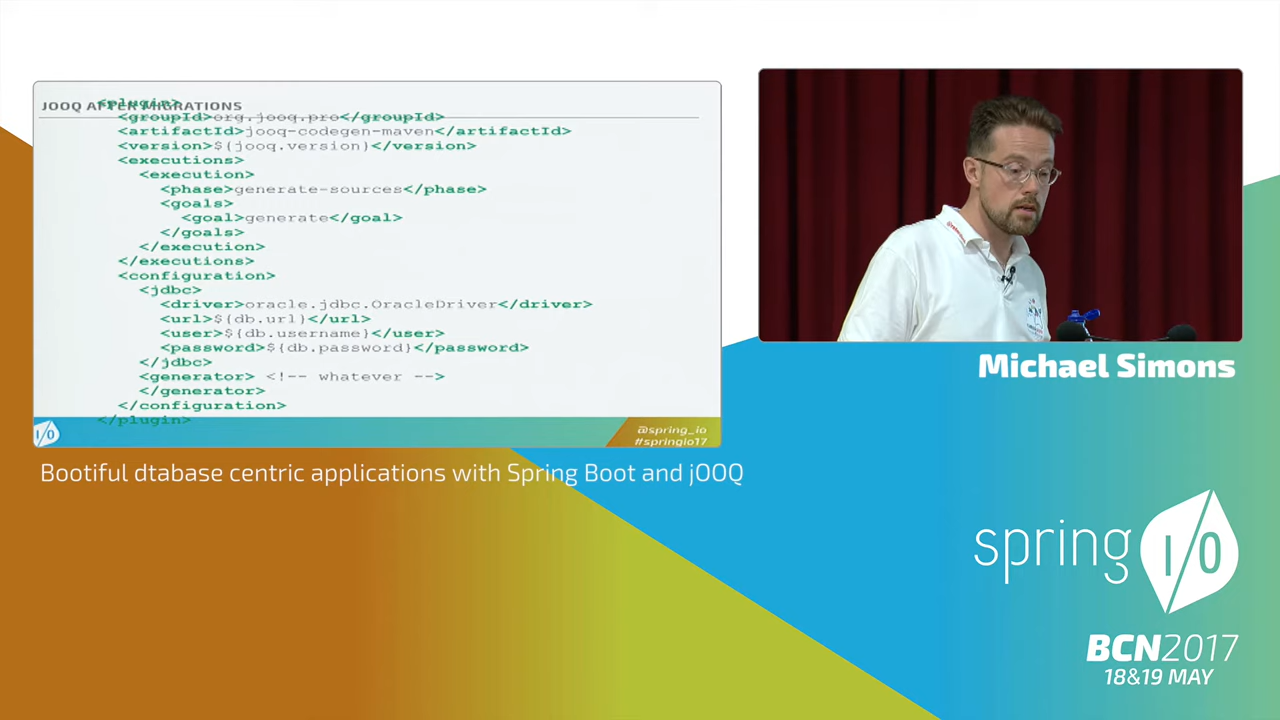 JOOQ AFTER MIGRATIONS
<plugin>
<groupId>org.jooq.pro</groupId>
<artifactId>jooq-codegen-maven</artifactId>
<version>${jooq.version}</version>
<executions>
<execution>
<phase>generate-sources</phase>
<goals>
<goal>generate</goal>
</goals>
</execution>
</executions>
<configuration>
<jdbc>
<driver>oracle.jdbc.OracleDriver</driver>
<url>${db.url}</url>
<user>${db.username}</user>
<password>${db.password}</password>
</jdbc>
<generator> <!-- whatever -->
</generator>
</configuration>
</plugin>
I/O
@spring_io
#springio17
Michael Simons
Bootiful dtabase centric applications with Spring Boot and jOOQ
spring I/O
BCN2017
18&19 MAY